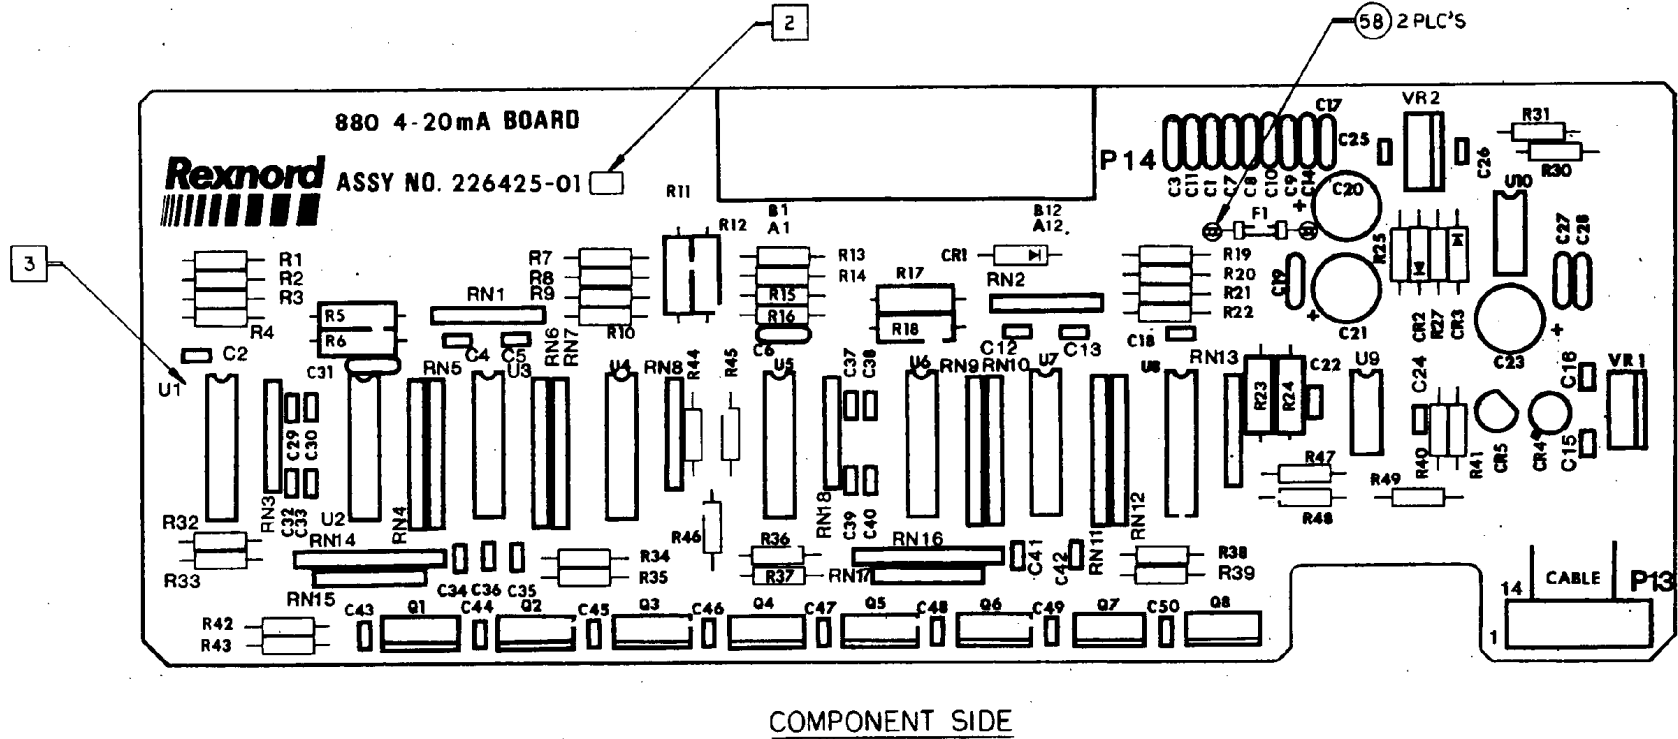 2
58 2 PLC'S
880 4-20mA BOARD
Rexnord
ASSY NO. 226425-01
P14
C3 C11 C1 C7 C8 C10 C9 C14 C17
C25
VR2
C26
R31
R30
U10
R11
R12
B1
A1
B12
A12
F1
+
C20
R25
C27 C28
3
R1
R2
R3
R4
R7
R8
R9
R10
R13
R14
R15
R16
CR1
RN2
R17
R18
R19
R20
R21
R22
C19
+
C21
CR2 R27 CR3
+
C23
R5
R6
RN1
C2
C31
C4
C5
RN6
RN7
C6
C12
C13
C18
U1
RN5
U3
U4
RN8
R44
R45
U5
C37
C38
U6
RN9
RN10
U7
U8
RN13
R23
R24
C22
U9
C24
C16
VR1
C29
C30
R40
R41
CR5
CR4
C15
RN3
C32
C33
U2
RN4
R46
RN18
C39
C40
RN12
R47
R48
R49
R32
R33
RN14
RN15
C34 C36 C35
R34
R35
R36
R37
RN16
RN17
C41
C42
RN11
R38
R39
14
CABLE
P13
1
R42
R43
C43
Q1
C44
Q2
C45
Q3
C46
Q4
C47
Q5
C48
Q6
C49
Q7
C50
Q8
COMPONENT SIDE